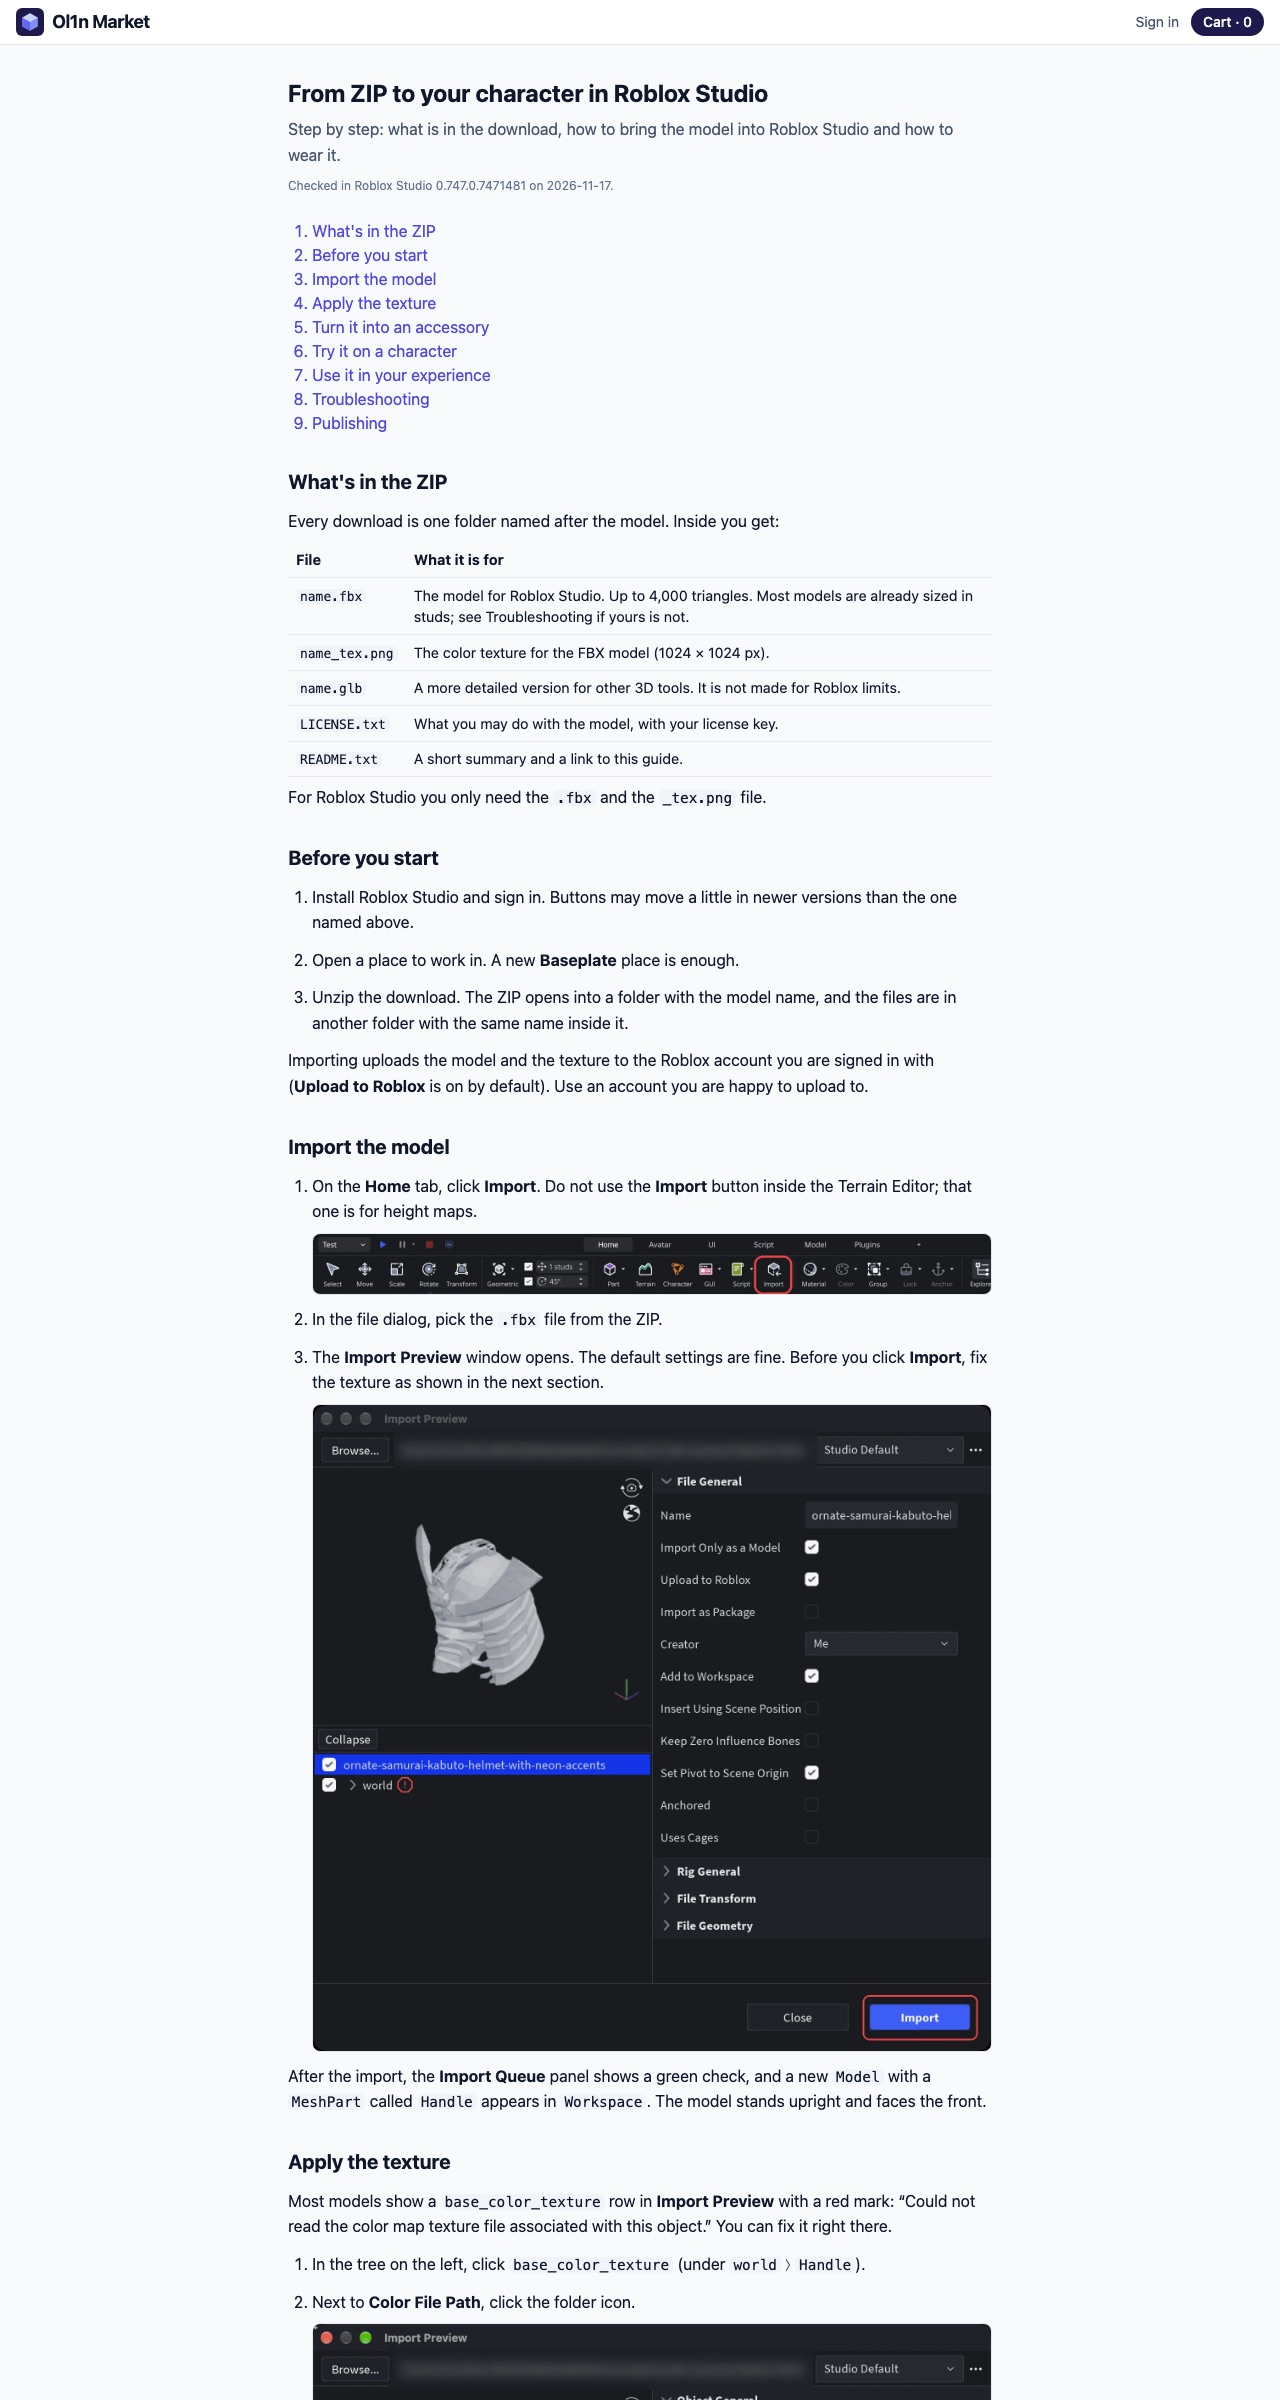 Ol1n Market
Sign in
Cart · 0
From ZIP to your character in Roblox Studio
Step by step: what is in the download, how to bring the model into Roblox Studio and how to
wear it.
Checked in Roblox Studio 0.747.0.7471481 on 2026-11-17.
1. What's in the ZIP
2. Before you start
3. Import the model
4. Apply the texture
5. Turn it into an accessory
6. Try it on a character
7. Use it in your experience
8. Troubleshooting
9. Publishing
What's in the ZIP
Every download is one folder named after the model. Inside you get:
File What it is for
name.fbx The model for Roblox Studio. Up to 4,000 triangles. Most models are already sized in
studs; see Troubleshooting if yours is not.
name_tex.png The color texture for the FBX model (1024 × 1024 px).
name.glb A more detailed version for other 3D tools. It is not made for Roblox limits.
LICENSE.txt What you may do with the model, with your license key.
README.txt A short summary and a link to this guide.
For Roblox Studio you only need the .fbx and the _tex.png file.
Before you start
1. Install Roblox Studio and sign in. Buttons may move a little in newer versions than the one
named above.
2. Open a place to work in. A new Baseplate place is enough.
3. Unzip the download. The ZIP opens into a folder with the model name, and the files are in
another folder with the same name inside it.
Importing uploads the model and the texture to the Roblox account you are signed in with
(Upload to Roblox is on by default). Use an account you are happy to upload to.
Import the model
1. On the Home tab, click Import. Do not use the Import button inside the Terrain Editor; that
one is for height maps.
Test Home Avatar UI Script Model Plugins +
1 studs
45°
Select Move Scale Rotate Transform Geometric Part Terrain Character GUI Script Import Material Color Group Lock Anchor Explore
2. In the file dialog, pick the .fbx file from the ZIP.
3. The Import Preview window opens. The default settings are fine. Before you click Import, fix
the texture as shown in the next section.
Import Preview
Browse... Studio Default ···
File General
Name ornate-samurai-kabuto-hel
Import Only as a Model
Upload to Roblox
Import as Package
Creator Me
Add to Workspace
Insert Using Scene Position
Keep Zero Influence Bones
Set Pivot to Scene Origin
Anchored
Uses Cages
Rig General
File Transform
File Geometry
Collapse
ornate-samurai-kabuto-helmet-with-neon-accents
world
Close Import
After the import, the Import Queue panel shows a green check, and a new Model with a
MeshPart called Handle appears in Workspace. The model stands upright and faces the front.
Apply the texture
Most models show a base_color_texture row in Import Preview with a red mark: “Could not
read the color map texture file associated with this object.” You can fix it right there.
1. In the tree on the left, click base_color_texture (under world 〉 Handle).
2. Next to Color File Path, click the folder icon.
Import Preview
Browse... Studio Default ···
Object General